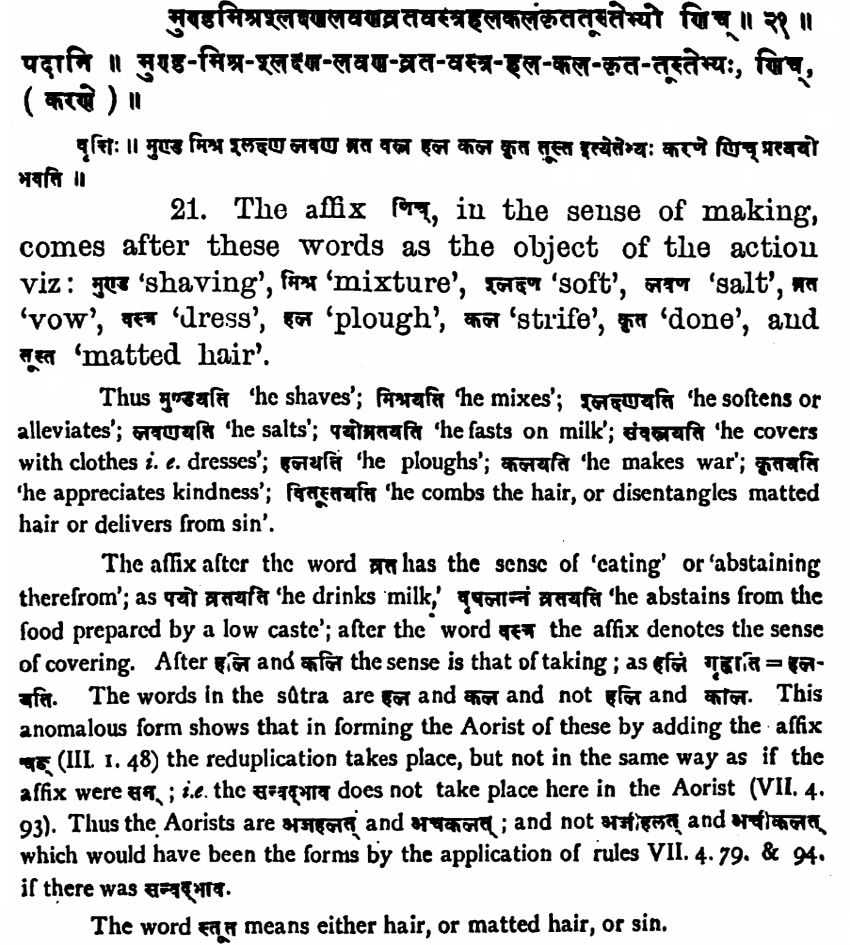 मुण्डमिश्रश्लक्ष्णलवणव्रतवस्त्रहलकलकृततूस्तेभ्यो णिच् ॥ २१ ॥
पदानि ॥ मुण्ड-मिश्र-श्लक्ष्ण-लवण-व्रत-वस्त्र-हल-कल-कृत-तूस्तेभ्यः, णिच्,
( करणे ) ॥
वृत्तिः ॥ मुण्ड मिश्र श्लक्ष्ण लवण व्रत वस्त्र हल कल कृत तूस्त इत्येतेभ्यः करणे णिच् प्रत्ययो
भवति ॥
21. The affix णिच्, in the sense of making,
comes after these words as the object of the action
viz: मुण्ड 'shaving', मिश्र 'mixture', श्लक्ष्ण 'soft', लवण 'salt', व्रत
'vow', वस्त्र 'dress', हल 'plough', कल 'strife', कृत 'done', and
तूस्त 'matted hair'.
Thus मुण्डयति 'he shaves'; मिश्रयति 'he mixes'; श्लक्ष्णयति 'he softens or
alleviates'; लवणयति 'he salts'; पयोव्रतयति 'he fasts on milk'; संवस्त्रयति 'he covers
with clothes i. e. dresses'; हलयति 'he ploughs'; कलयति 'he makes war'; कृतयति
'he appreciates kindness'; वितूस्तयति 'he combs the hair, or disentangles matted
hair or delivers from sin'.
The affix after the word व्रत has the sense of 'eating' or 'abstaining
therefrom'; as पयो व्रतयति 'he drinks milk,' वृषलान्नं व्रतयति 'he abstains from the
food prepared by a low caste'; after the word वस्त्र the affix denotes the sense
of covering. After हलि and कलि the sense is that of taking ; as हलिं गृह्णाति = हल-
यति. The words in the sûtra are हल and कल and not हलि and कलि. This
anomalous form shows that in forming the Aorist of these by adding the affix
चङ् (III. 1. 48) the reduplication takes place, but not in the same way as if the
affix were सन् ; i.e. the सन्वद्भाव does not take place here in the Aorist (VII. 4.
93). Thus the Aorists are अजहलत् and अचकलत् ; and not अजीहलत् and अचीकलत्
which would have been the forms by the application of rules VII. 4. 79. & 94.
if there was सन्वद्भाव.
The word स्तूत means either hair, or matted hair, or sin.